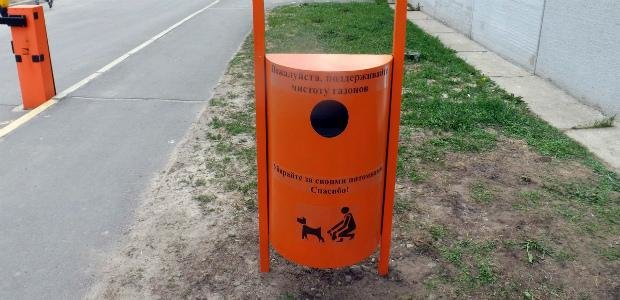 Пожалуйста, поддерживайте
чистоту газонов
Убирайте за своими питомцами.
Спасибо!